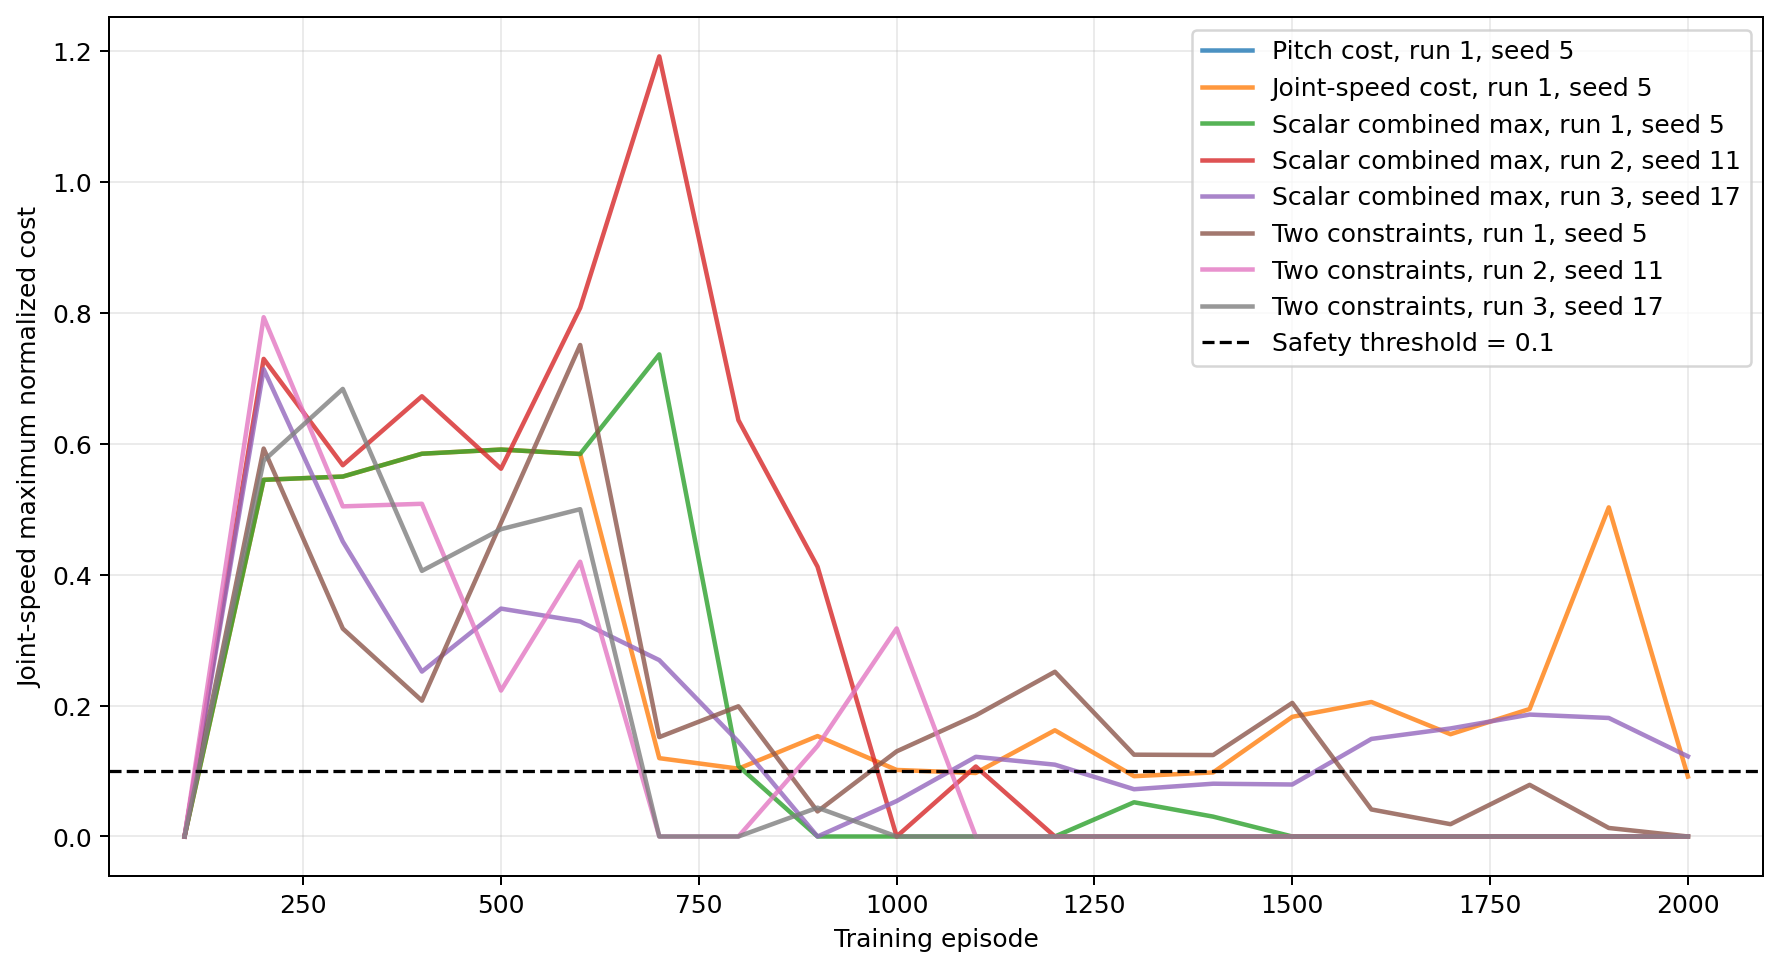 Joint-speed maximum normalized cost
1.2
1.0
0.8
0.6
0.4
0.2
0.0
Pitch cost, run 1, seed 5
Joint-speed cost, run 1, seed 5
Scalar combined max, run 1, seed 5
Scalar combined max, run 2, seed 11
Scalar combined max, run 3, seed 17
Two constraints, run 1, seed 5
Two constraints, run 2, seed 11
Two constraints, run 3, seed 17
Safety threshold = 0.1
250 500 750 1000 1250 1500 1750 2000
Training episode